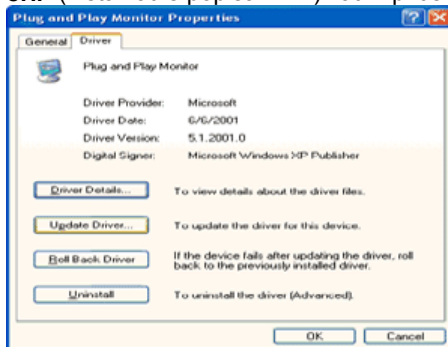 Plug and Play Monitor Properties
General Driver
Plug and Play Monitor
Driver Provider: Microsoft
Driver Date: 6/6/2001
Driver Version: 5.1.2001.0
Digital Signer: Microsoft Windows XP Publisher
Driver Details... To view details about the driver files.
Update Driver... To update the driver for this device.
Roll Back Driver If the device fails after updating the driver, roll
back to the previously installed driver.
Uninstall To uninstall the driver (Advanced).
OK Cancel